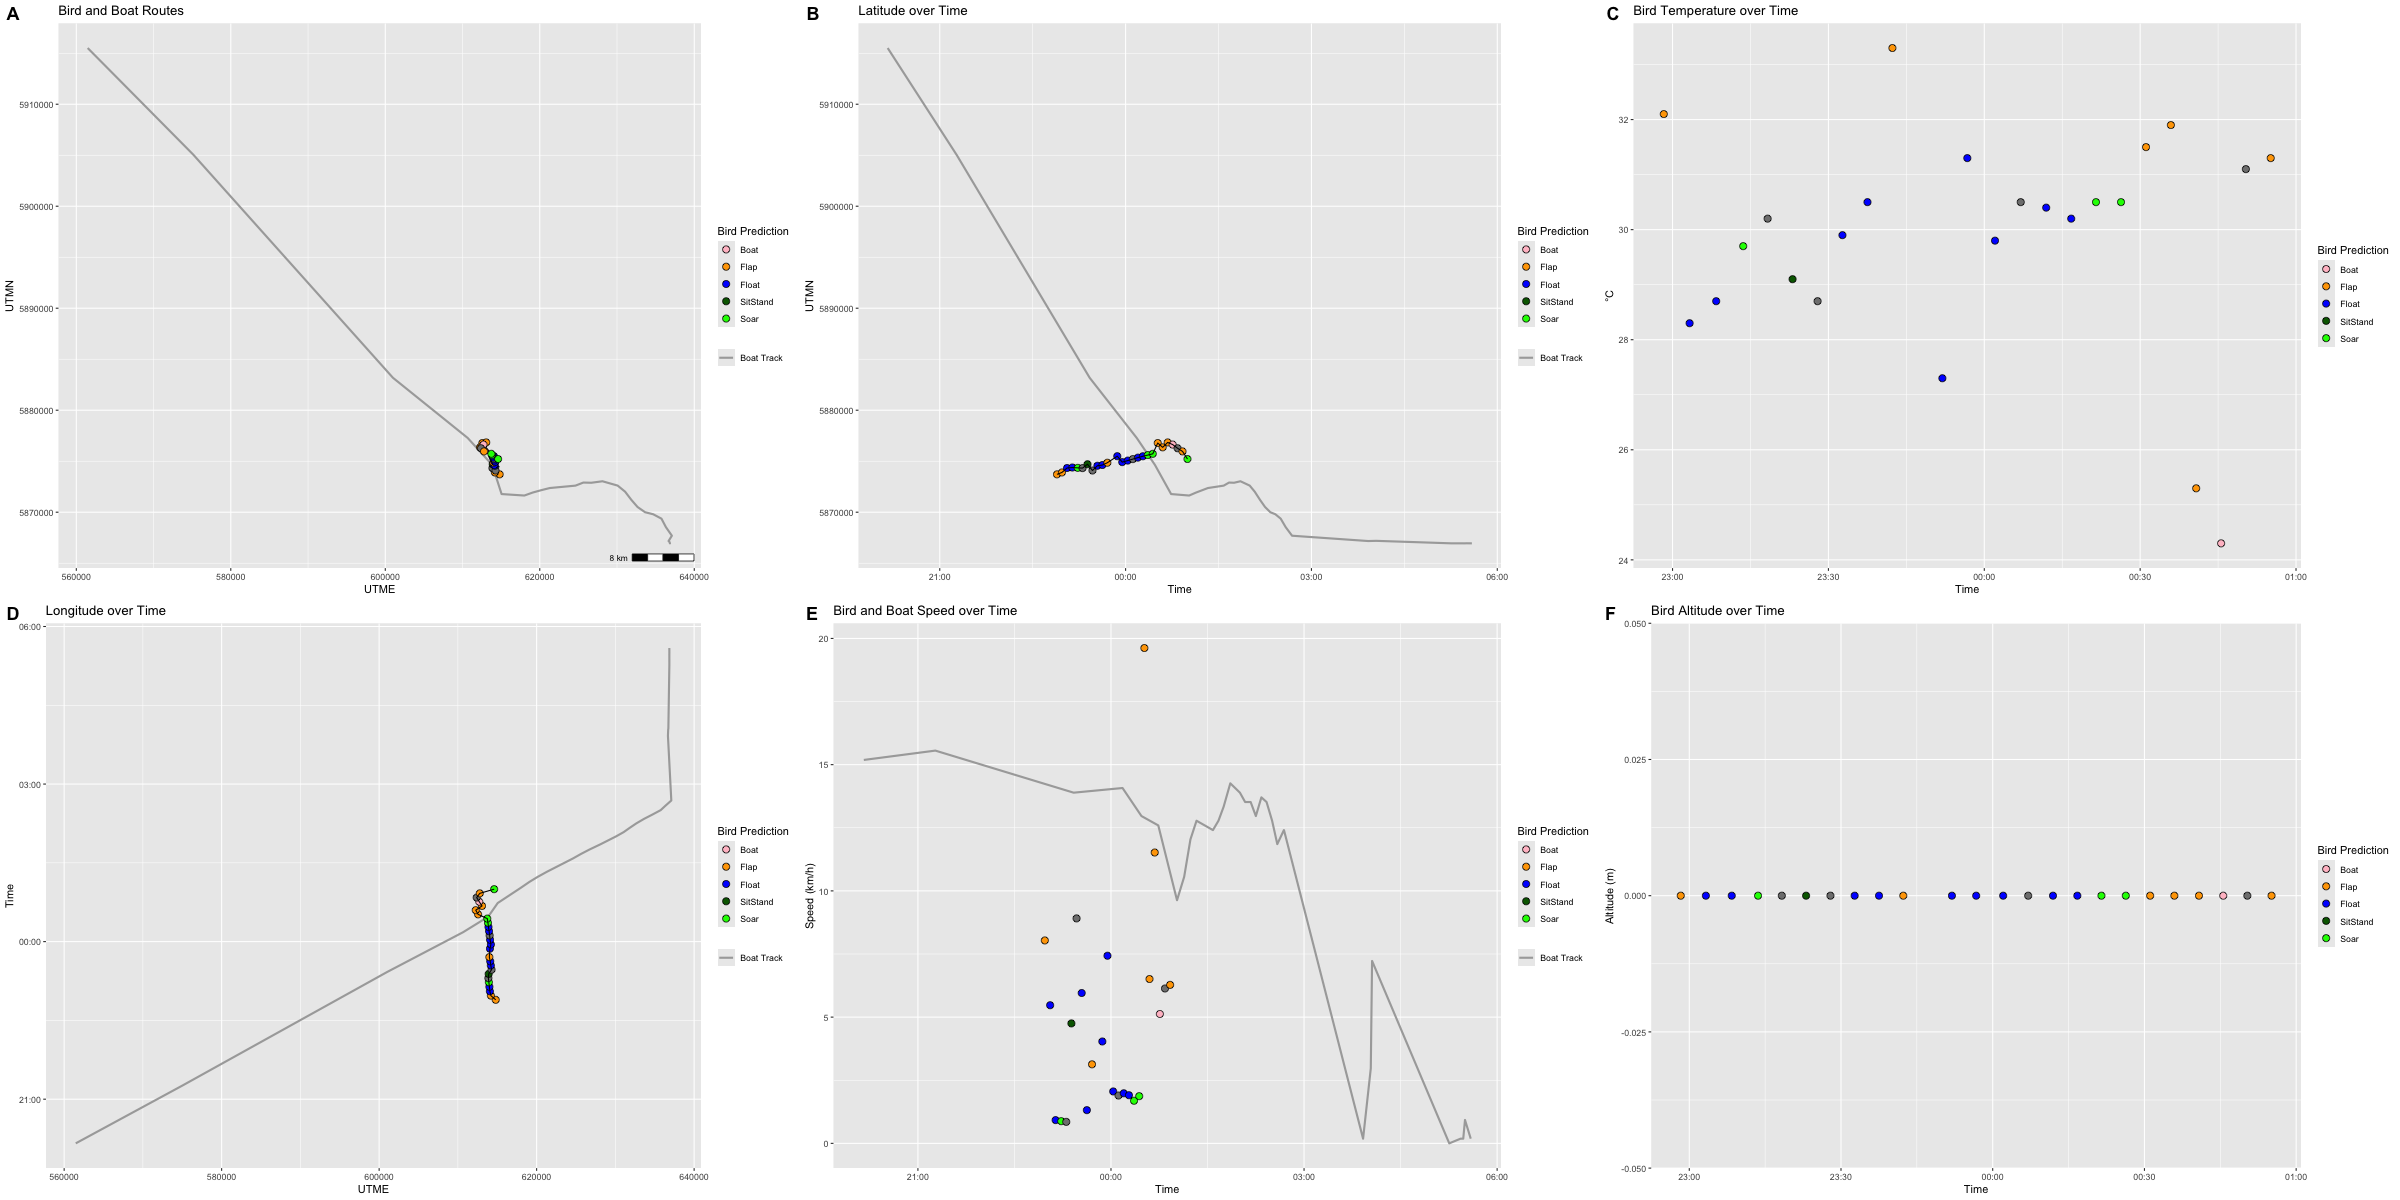 A Bird and Boat Routes
5910000
5900000
5890000
5880000
5870000
UTMN
8 km
560000 580000 600000 620000 640000
UTME
Bird Prediction
Boat
Flap
Float
SitStand
Soar
Boat Track
B Latitude over Time
5910000
5900000
5890000
5880000
5870000
UTMN
21:00 00:00 03:00 06:00
Time
Bird Prediction
Boat
Flap
Float
SitStand
Soar
Boat Track
C Bird Temperature over Time
32
30
28
26
24
°C
23:00 23:30 00:00 00:30 01:00
Time
Bird Prediction
Boat
Flap
Float
SitStand
Soar
D Longitude over Time
06:00
03:00
00:00
21:00
Time
560000 580000 600000 620000 640000
UTME
Bird Prediction
Boat
Flap
Float
SitStand
Soar
Boat Track
E Bird and Boat Speed over Time
20
15
10
5
0
Speed (km/h)
21:00 00:00 03:00 06:00
Time
Bird Prediction
Boat
Flap
Float
SitStand
Soar
Boat Track
F Bird Altitude over Time
0.050
0.025
0.000
-0.025
-0.050
Altitude (m)
23:00 23:30 00:00 00:30 01:00
Time
Bird Prediction
Boat
Flap
Float
SitStand
Soar